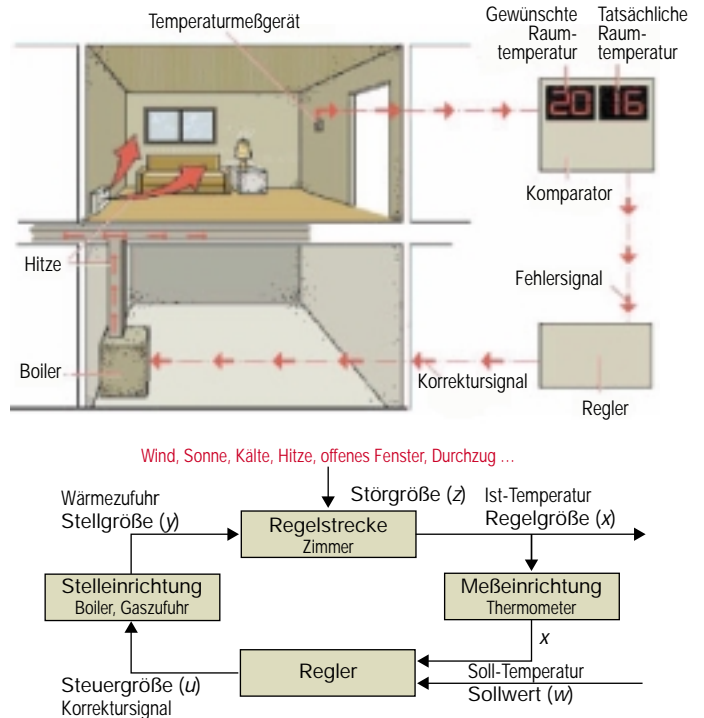 Temperaturmeßgerät
Gewünschte
Raum-
temperatur
Tatsächliche
Raum-
temperatur
20 16
Komparator
Hitze
Fehlersignal
Boiler
Korrektursignal
Regler
Wind, Sonne, Kälte, Hitze, offenes Fenster, Durchzug ...
Wärmezufuhr
Stellgröße (y)
Störgröße (z)
Ist-Temperatur
Regelgröße (x)
Regelstrecke
Zimmer
Stelleinrichtung
Boiler, Gaszufuhr
Meßeinrichtung
Thermometer
x
Regler
Soll-Temperatur
Sollwert (w)
Steuergröße (u)
Korrektursignal